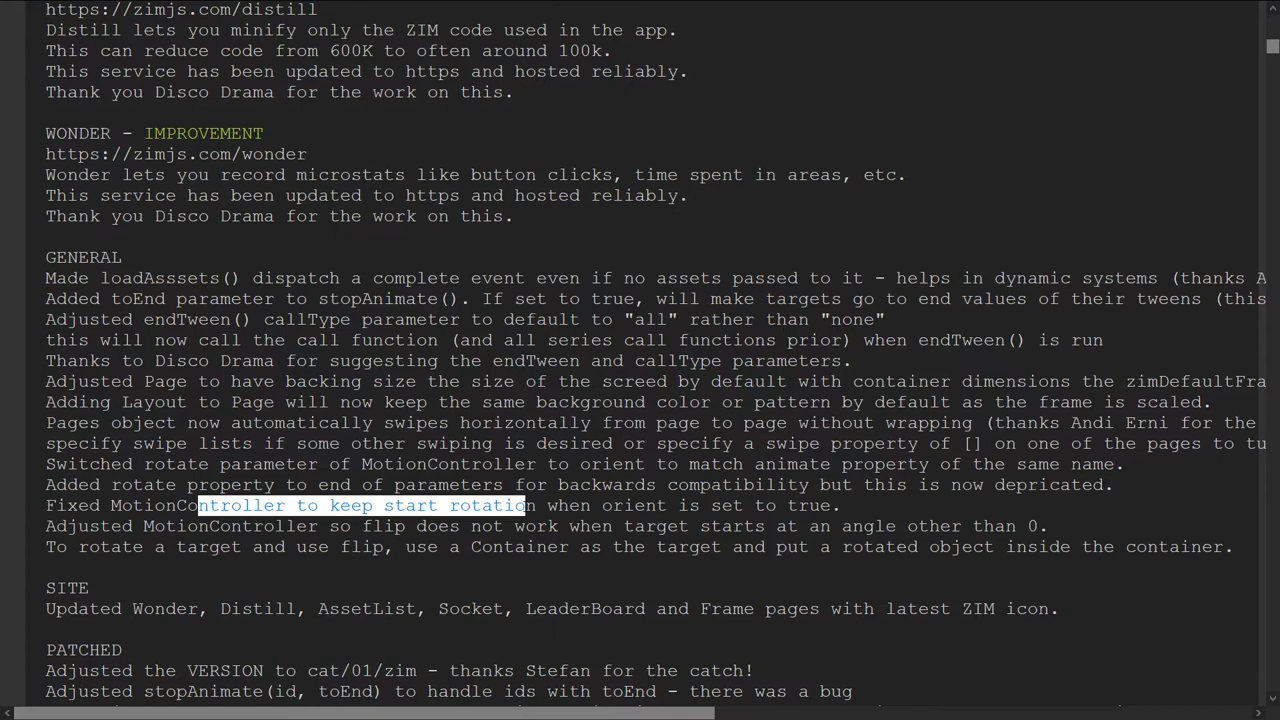 https://zimjs.com/distill
Distill lets you minify only the ZIM code used in the app.
This can reduce code from 600K to often around 100k.
This service has been updated to https and hosted reliably.
Thank you Disco Drama for the work on this.
WONDER - IMPROVEMENT
https://zimjs.com/wonder
Wonder lets you record microstats like button clicks, time spent in areas, etc.
This service has been updated to https and hosted reliably.
Thank you Disco Drama for the work on this.
GENERAL
Made loadAsssets() dispatch a complete event even if no assets passed to it - helps in dynamic systems (thanks A
Added toEnd parameter to stopAnimate(). If set to true, will make targets go to end values of their tweens (this
Adjusted endTween() callType parameter to default to "all" rather than "none"
this will now call the call function (and all series call functions prior) when endTween() is run
Thanks to Disco Drama for suggesting the endTween and callType parameters.
Adjusted Page to have backing size the size of the screed by default with container dimensions the zimDefaultFra
Adding Layout to Page will now keep the same background color or pattern by default as the frame is scaled.
Pages object now automatically swipes horizontally from page to page without wrapping (thanks Andi Erni for the
specify swipe lists if some other swiping is desired or specify a swipe property of [] on one of the pages to tu
Switched rotate parameter of MotionController to orient to match animate property of the same name.
Added rotate property to end of parameters for backwards compatibility but this is now depricated.
Fixed MotionController to keep start rotation when orient is set to true.
Adjusted MotionController so flip does not work when target starts at an angle other than 0.
To rotate a target and use flip, use a Container as the target and put a rotated object inside the container.
SITE
Updated Wonder, Distill, AssetList, Socket, LeaderBoard and Frame pages with latest ZIM icon.
PATCHED
Adjusted the VERSION to cat/01/zim - thanks Stefan for the catch!
Adjusted stopAnimate(id, toEnd) to handle ids with toEnd - there was a bug